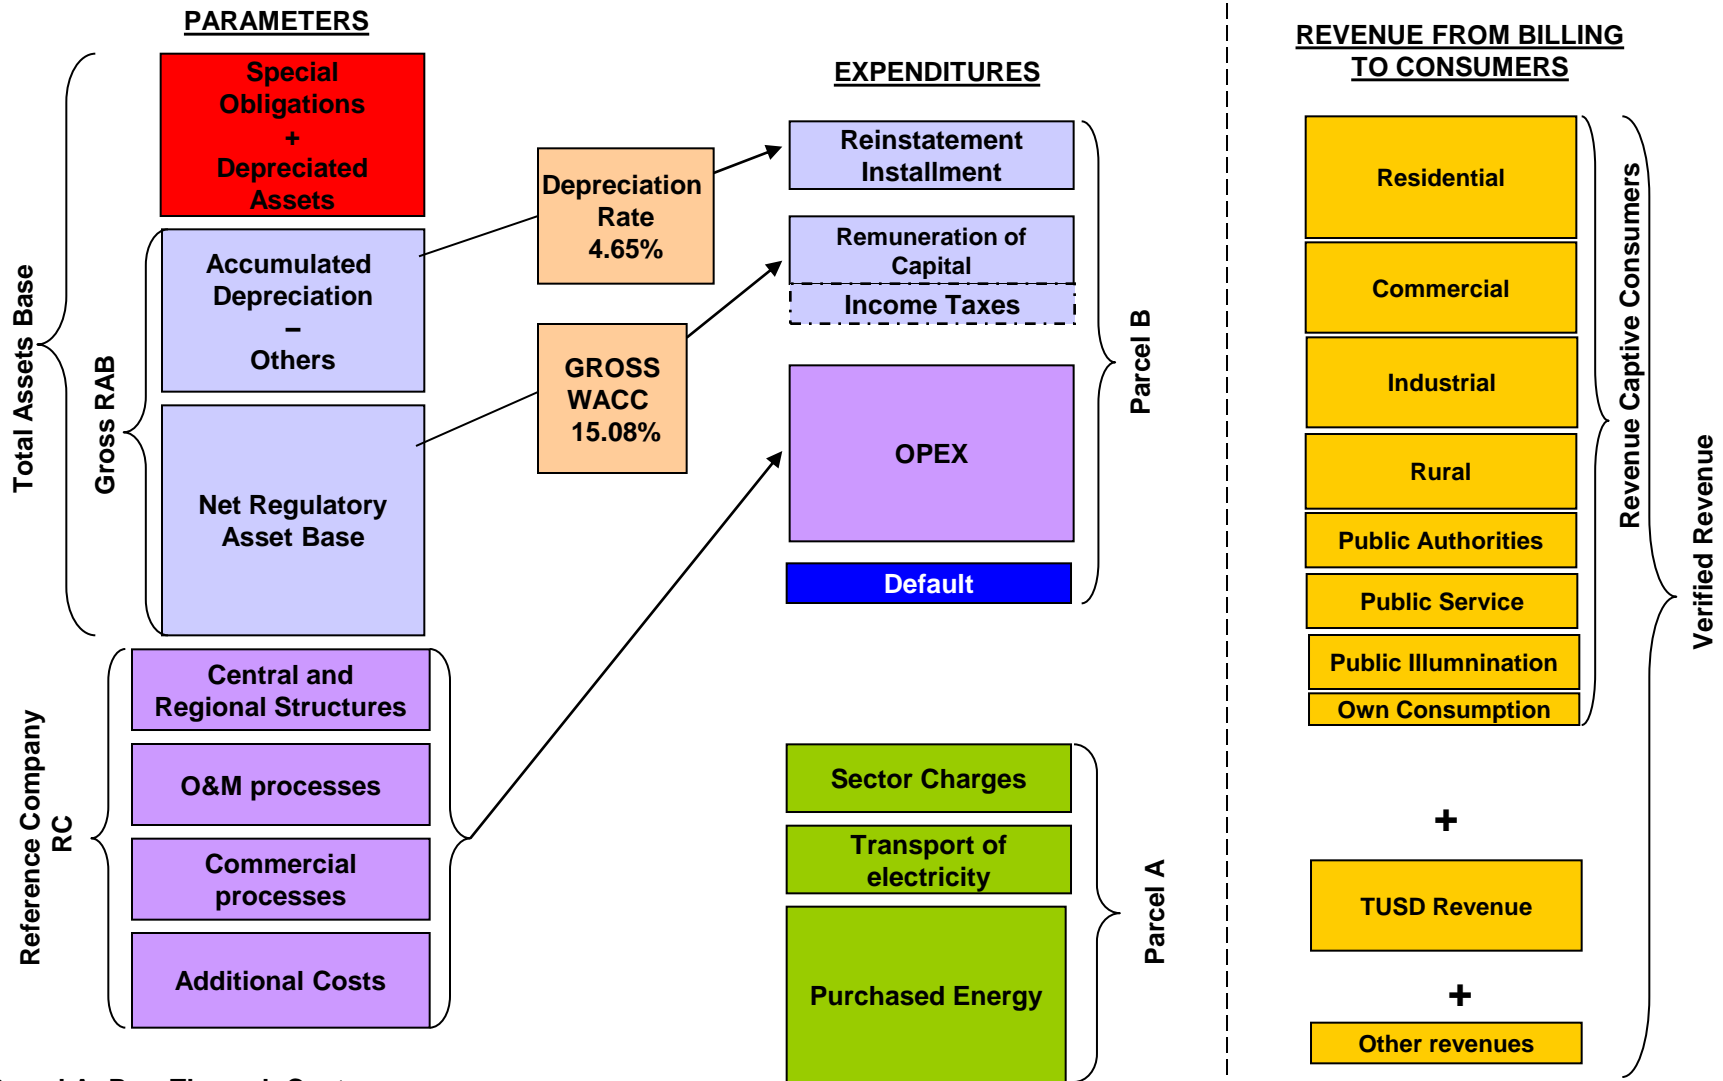 PARAMETERS
Special
Obligations
+
Depreciated
Assets
Accumulated
Depreciation
–
Others
Net Regulatory
Asset Base
Total Assets Base
Gross RAB
Central and
Regional Structures
O&M processes
Commercial
processes
Additional Costs
Reference Company
RC
Depreciation
Rate
4.65%
GROSS
WACC
15.08%
EXPENDITURES
Reinstatement
Installment
Remuneration of
Capital
Income Taxes
OPEX
Default
Parcel B
Sector Charges
Transport of
electricity
Purchased Energy
Parcel A
REVENUE FROM BILLING
TO CONSUMERS
Residential
Commercial
Industrial
Rural
Public Authorities
Public Service
Public Illumnination
Own Consumption
Revenue Captive Consumers
+
TUSD Revenue
+
Other revenues
Verified Revenue